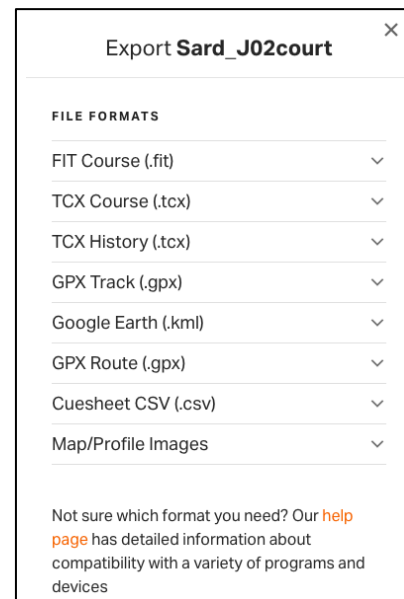 Export Sard_J02court
FILE FORMATS
FIT Course (.fit)
TCX Course (.tcx)
TCX History (.tcx)
GPX Track (.gpx)
Google Earth (.kml)
GPX Route (.gpx)
Cuesheet CSV (.csv)
Map/Profile Images
Not sure which format you need? Our help
page has detailed information about
compatibility with a variety of programs and
devices